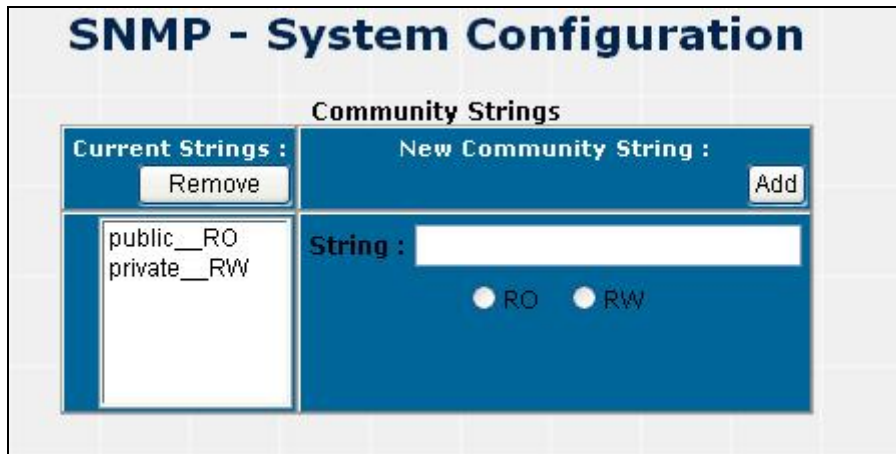 SNMP - System Configuration
Community Strings
Current Strings :
Remove
New Community String :
Add
public__RO
private__RW
String :
RO
RW